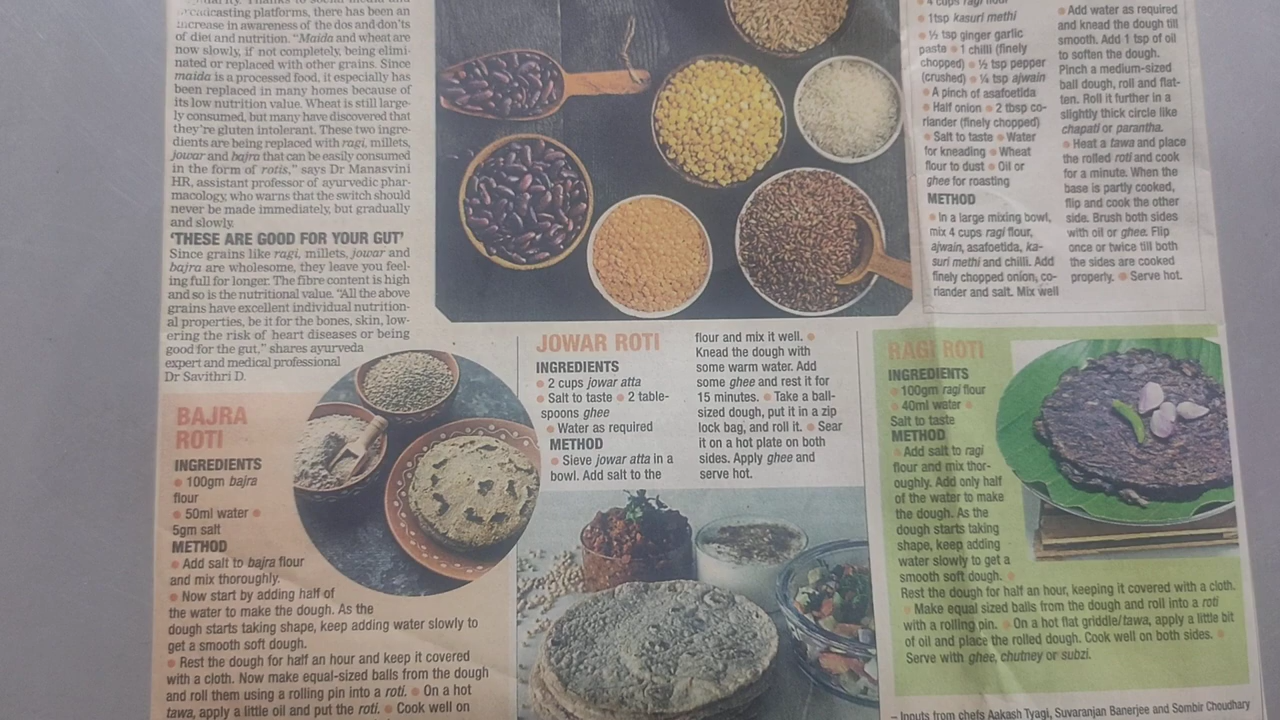 broadcasting platforms, there has been an
increase in awareness of the dos and don'ts
of diet and nutrition. "Maida and wheat are
now slowly, if not completely, being elimi-
nated or replaced with other grains. Since
maida is a processed food, it especially has
been replaced in many homes because of
its low nutrition value. Wheat is still large-
ly consumed, but many have discovered that
they're gluten intolerant. These two ingre-
dients are being replaced with ragi, millets,
jowar and bajra that can be easily consumed
in the form of rotis," says Dr Manasvini
HR, assistant professor of ayurvedic phar-
macology, who warns that the switch should
never be made immediately, but gradually
and slowly.
'THESE ARE GOOD FOR YOUR GUT'
Since grains like ragi, millets, jowar and
bajra are wholesome, they leave you feel-
ing full for longer. The fibre content is high
and so is the nutritional value. "All the above
grains have excellent individual nutrition-
al properties, be it for the bones, skin, low-
ering the risk of heart diseases or being
good for the gut," shares ayurveda
expert and medical professional
Dr Savithri D.
4 cups ragi flour
• 1tsp kasuri methi
• ½ tsp ginger garlic
paste • 1 chilli (finely
chopped) • ½ tsp pepper
(crushed) • ¼ tsp ajwain
• A pinch of asafoetida
• Half onion • 2 tbsp co-
riander (finely chopped)
• Salt to taste • Water
for kneading • Wheat
flour to dust • Oil or
ghee for roasting
METHOD
• In a large mixing bowl,
mix 4 cups ragi flour,
ajwain, asafoetida, ka-
suri methi and chilli. Add
finely chopped onion, co-
riander and salt. Mix well
• Add water as required
and knead the dough till
smooth. Add 1 tsp of oil
to soften the dough.
Pinch a medium-sized
ball dough, roll and flat-
ten. Roll it further in a
slightly thick circle like
chapati or parantha.
• Heat a tawa and place
the rolled roti and cook
for a minute. When the
base is partly cooked,
flip and cook the other
side. Brush both sides
with oil or ghee. Flip
once or twice till both
the sides are cooked
properly. • Serve hot.
BAJRA
ROTI
INGREDIENTS
• 100gm bajra
flour
• 50ml water •
5gm salt
METHOD
• Add salt to bajra flour
and mix thoroughly.
• Now start by adding half of
the water to make the dough. As the
dough starts taking shape, keep adding water slowly to
get a smooth soft dough.
• Rest the dough for half an hour and keep it covered
with a cloth. Now make equal-sized balls from the dough
and roll them using a rolling pin into a roti. • On a hot
tawa, apply a little oil and put the roti. • Cook well on
JOWAR ROTI
INGREDIENTS
• 2 cups jowar atta
• Salt to taste • 2 table-
spoons ghee
• Water as required
METHOD
• Sieve jowar atta in a
bowl. Add salt to the
flour and mix it well. •
Knead the dough with
some warm water. Add
some ghee and rest it for
15 minutes. • Take a ball-
sized dough, put it in a zip
lock bag, and roll it. • Sear
it on a hot plate on both
sides. Apply ghee and
serve hot.
RAGI ROTI
INGREDIENTS
• 100gm ragi flour
• 40ml water •
Salt to taste
METHOD
• Add salt to ragi
flour and mix thor-
oughly. Add only half
of the water to make
the dough. As the
dough starts taking
shape, keep adding
water slowly to get a
smooth soft dough. •
Rest the dough for half an hour, keeping it covered with a cloth.
• Make equal sized balls from the dough and roll into a roti
with a rolling pin. • On a hot flat griddle/tawa, apply a little bit
of oil and place the rolled dough. Cook well on both sides. •
Serve with ghee, chutney or subzi.
– Inputs from chefs Aakash Tyagi, Suvaranjan Banerjee and Sombir Choudhary